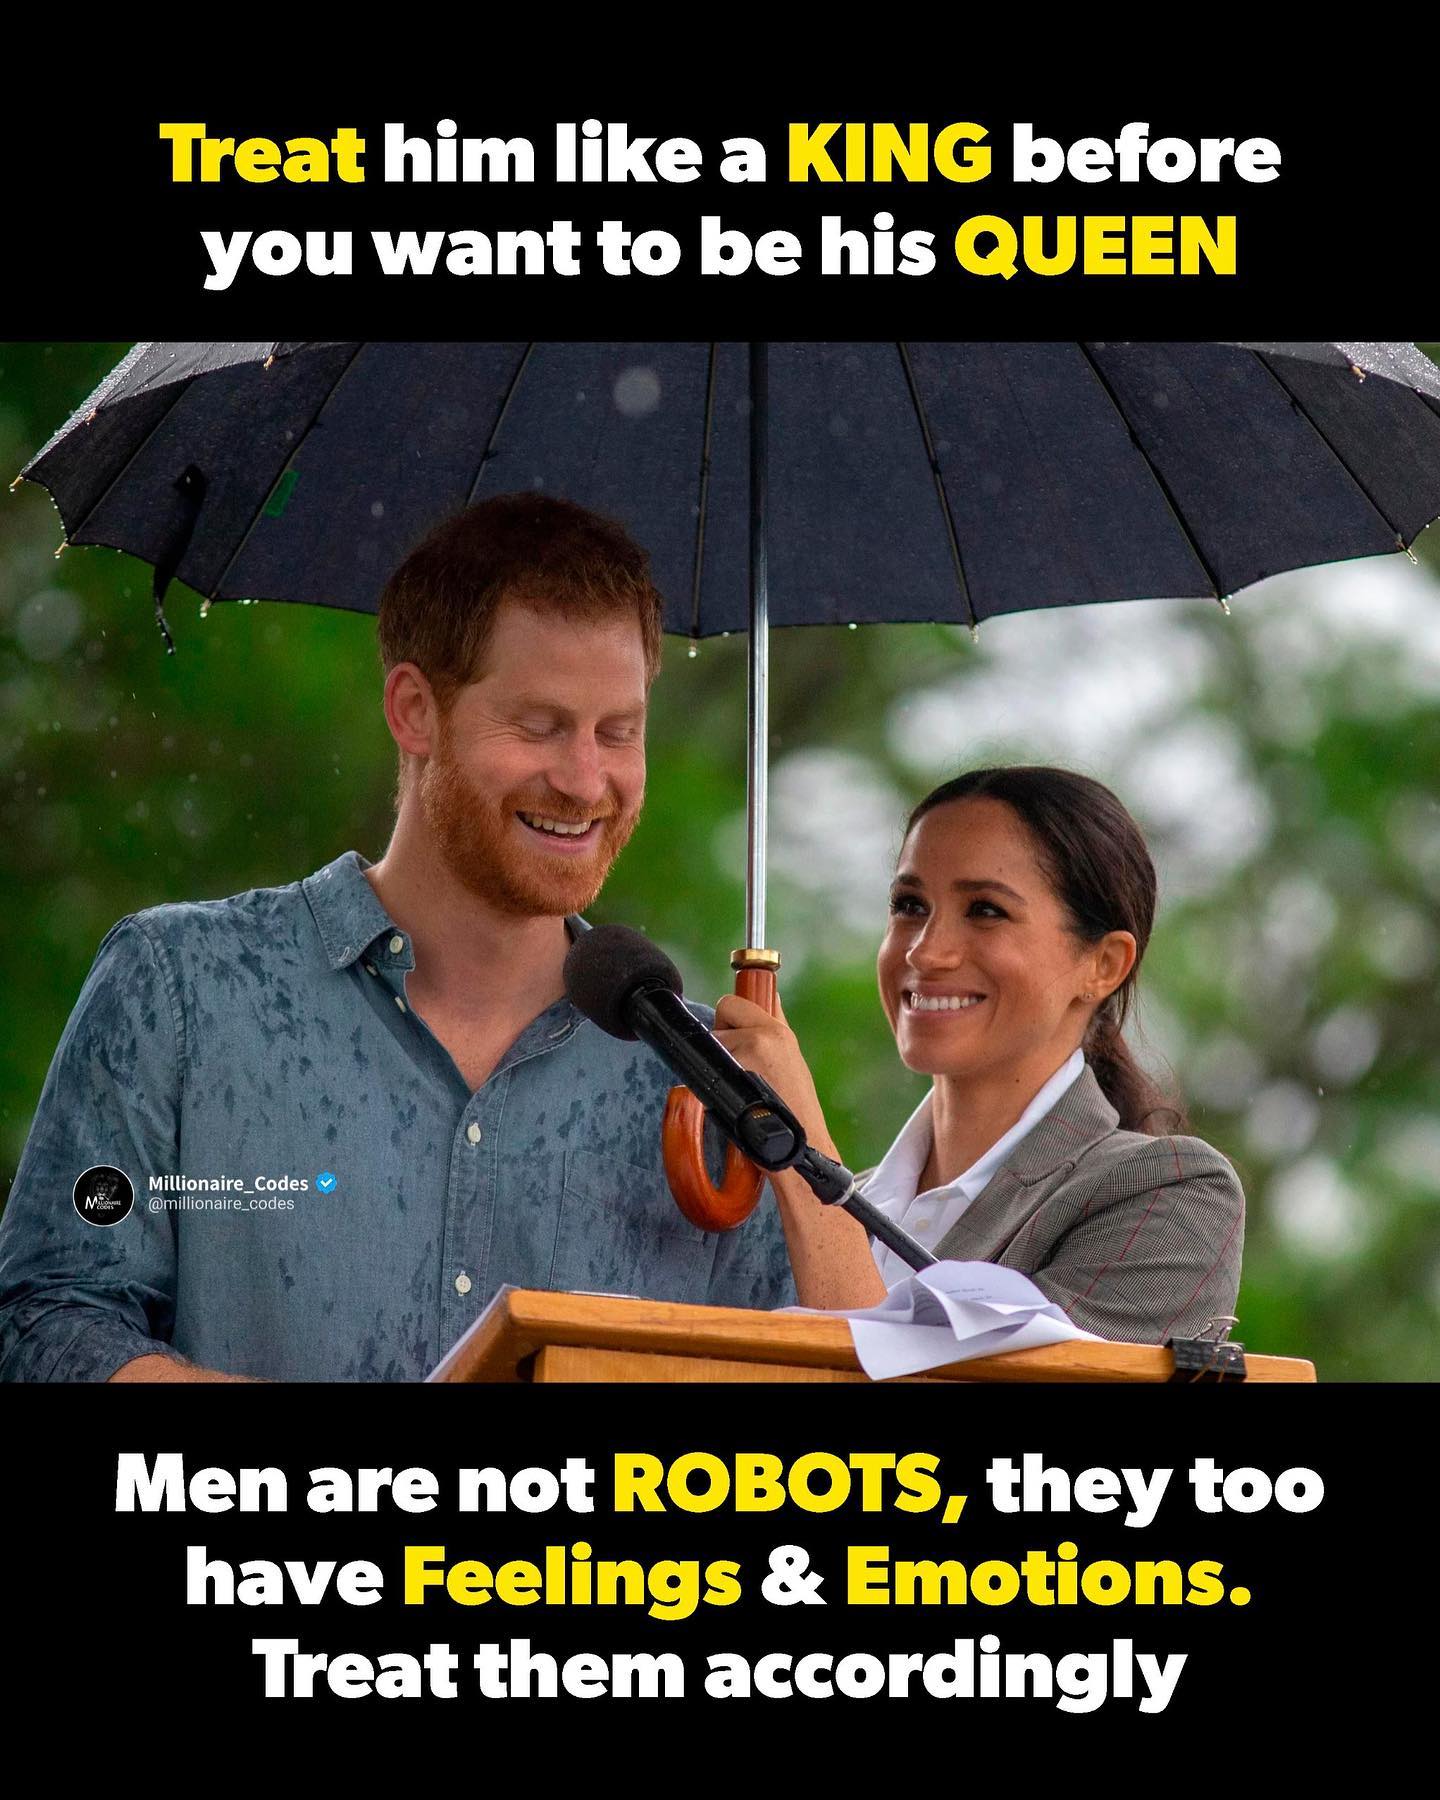 Treat him like a KING before
you want to be his QUEEN
Millionaire_Codes
@millionaire_codes
Men are not ROBOTS, they too
have Feelings & Emotions.
Treat them accordingly